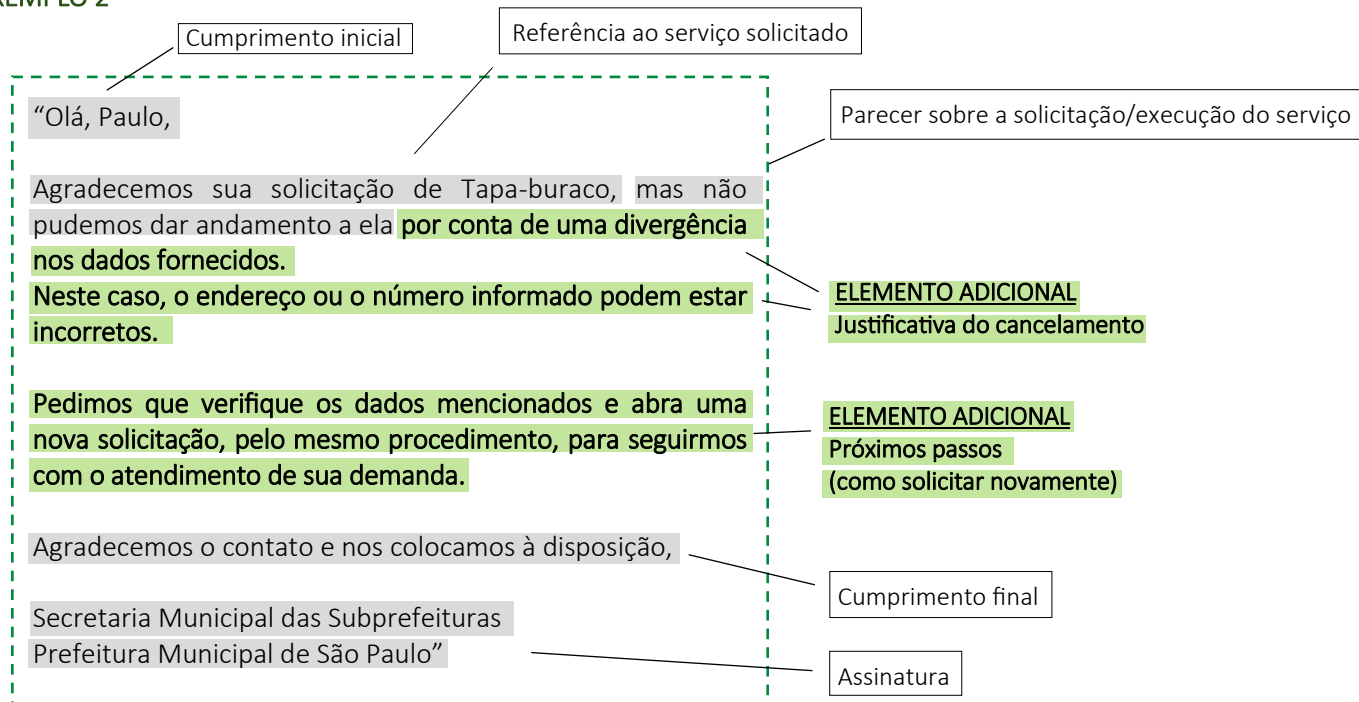 EXEMPLO 2
Cumprimento inicial
Referência ao serviço solicitado
“Olá, Paulo,
Parecer sobre a solicitação/execução do serviço
Agradecemos sua solicitação de Tapa-buraco, mas não
pudemos dar andamento a ela por conta de uma divergência
nos dados fornecidos.
Neste caso, o endereço ou o número informado podem estar
incorretos.
ELEMENTO ADICIONAL
Justificativa do cancelamento
Pedimos que verifique os dados mencionados e abra uma
nova solicitação, pelo mesmo procedimento, para seguirmos
com o atendimento de sua demanda.
ELEMENTO ADICIONAL
Próximos passos
(como solicitar novamente)
Agradecemos o contato e nos colocamos à disposição,
Cumprimento final
Secretaria Municipal das Subprefeituras
Prefeitura Municipal de São Paulo”
Assinatura